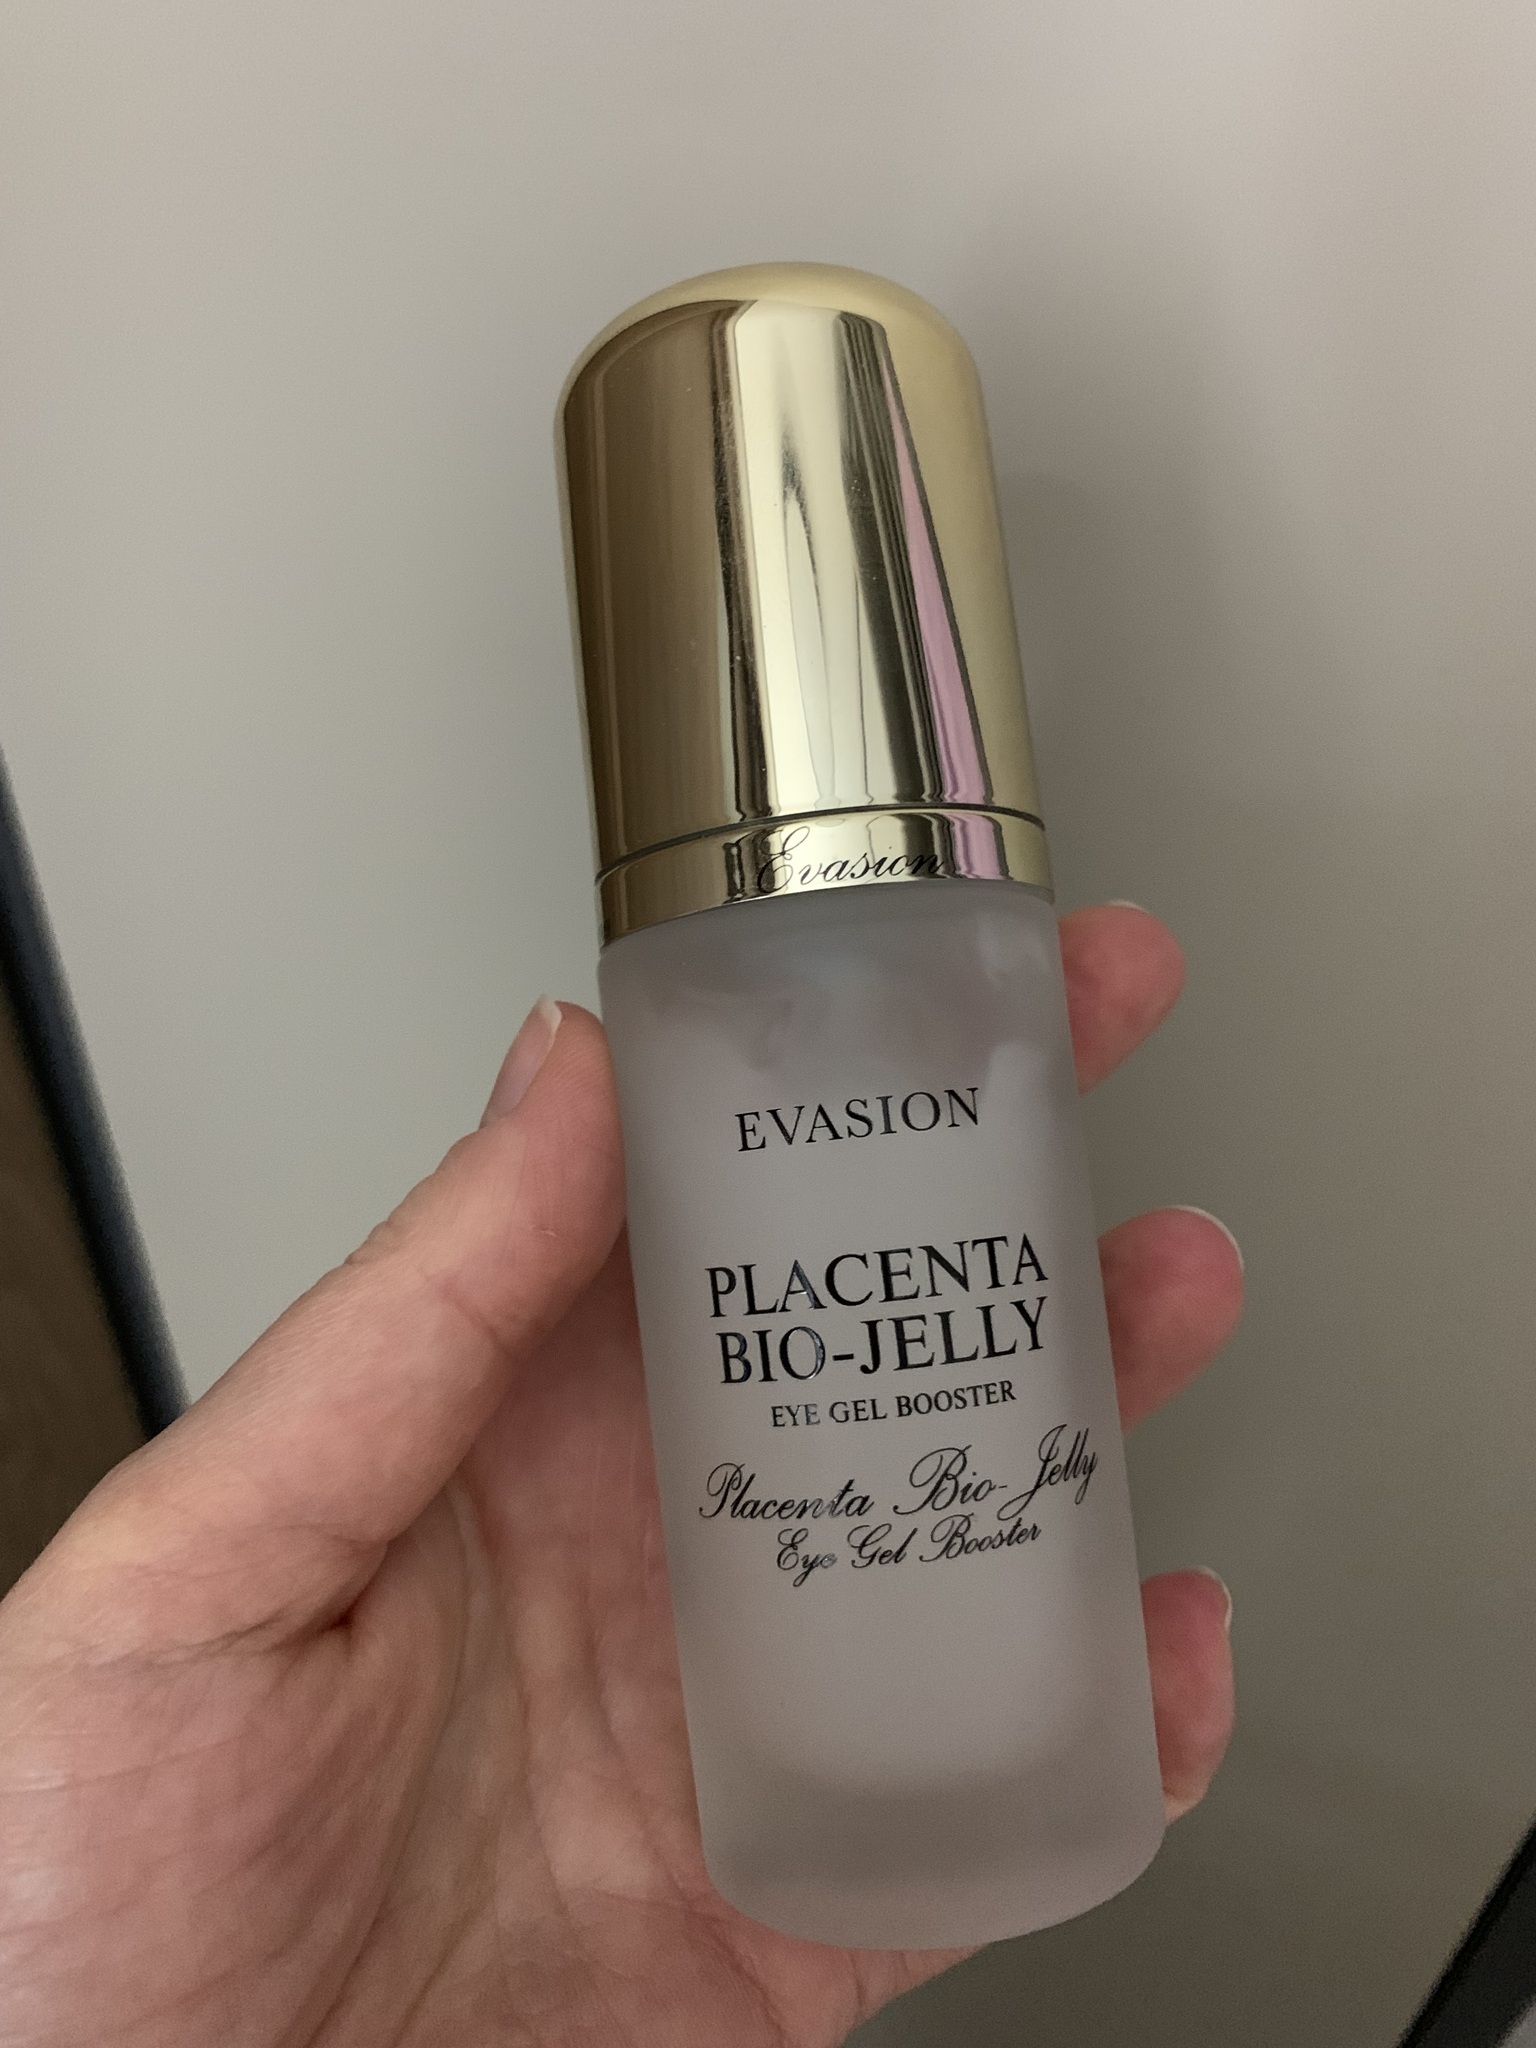 Evasion
EVASION
PLACENTA
BIO-JELLY
EYE GEL BOOSTER
Placenta Bio-Jelly
Eye Gel Booster